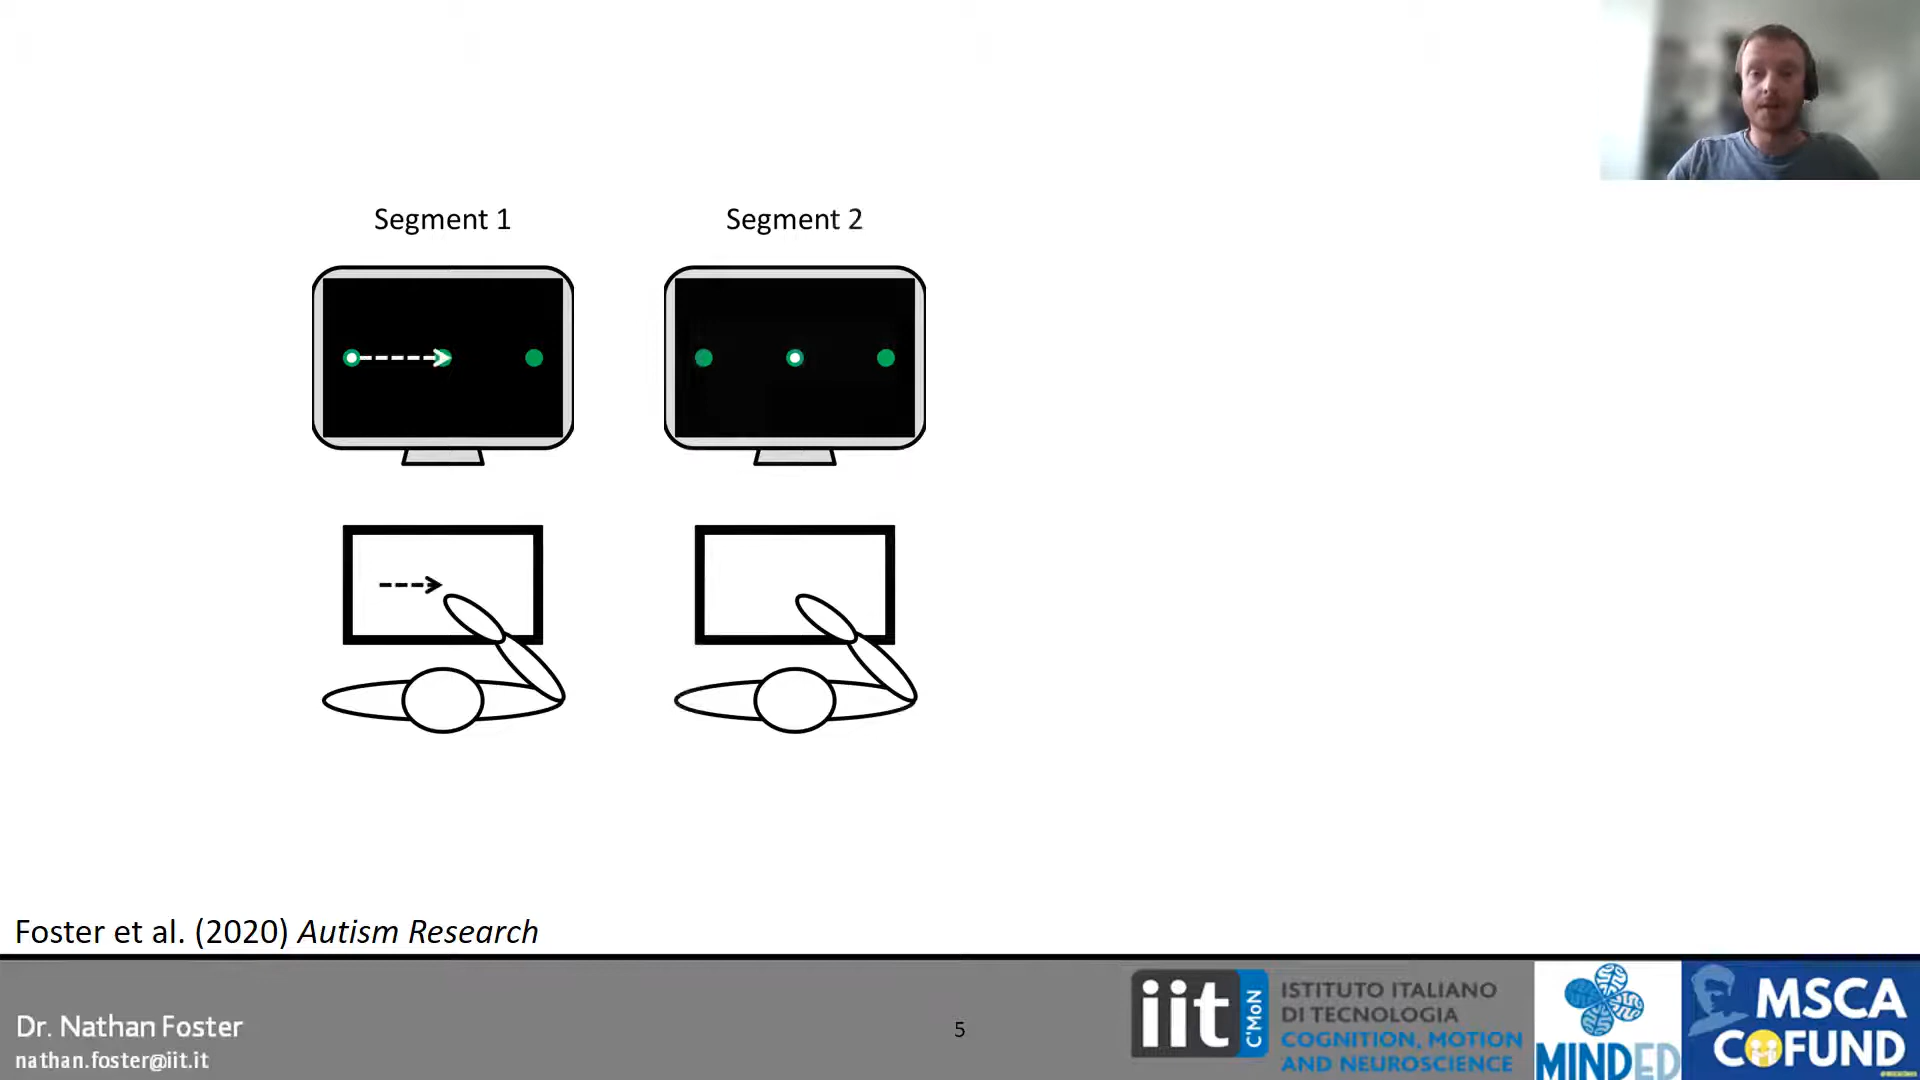 Segment 1
Segment 2
Foster et al. (2020) Autism Research
Dr. Nathan Foster
nathan.foster@iit.it
5
iit
C'MoN
ISTITUTO ITALIANO
DI TECNOLOGIA
COGNITION, MOTION
AND NEUROSCIENCE
MINDED
MSCA
COFUND